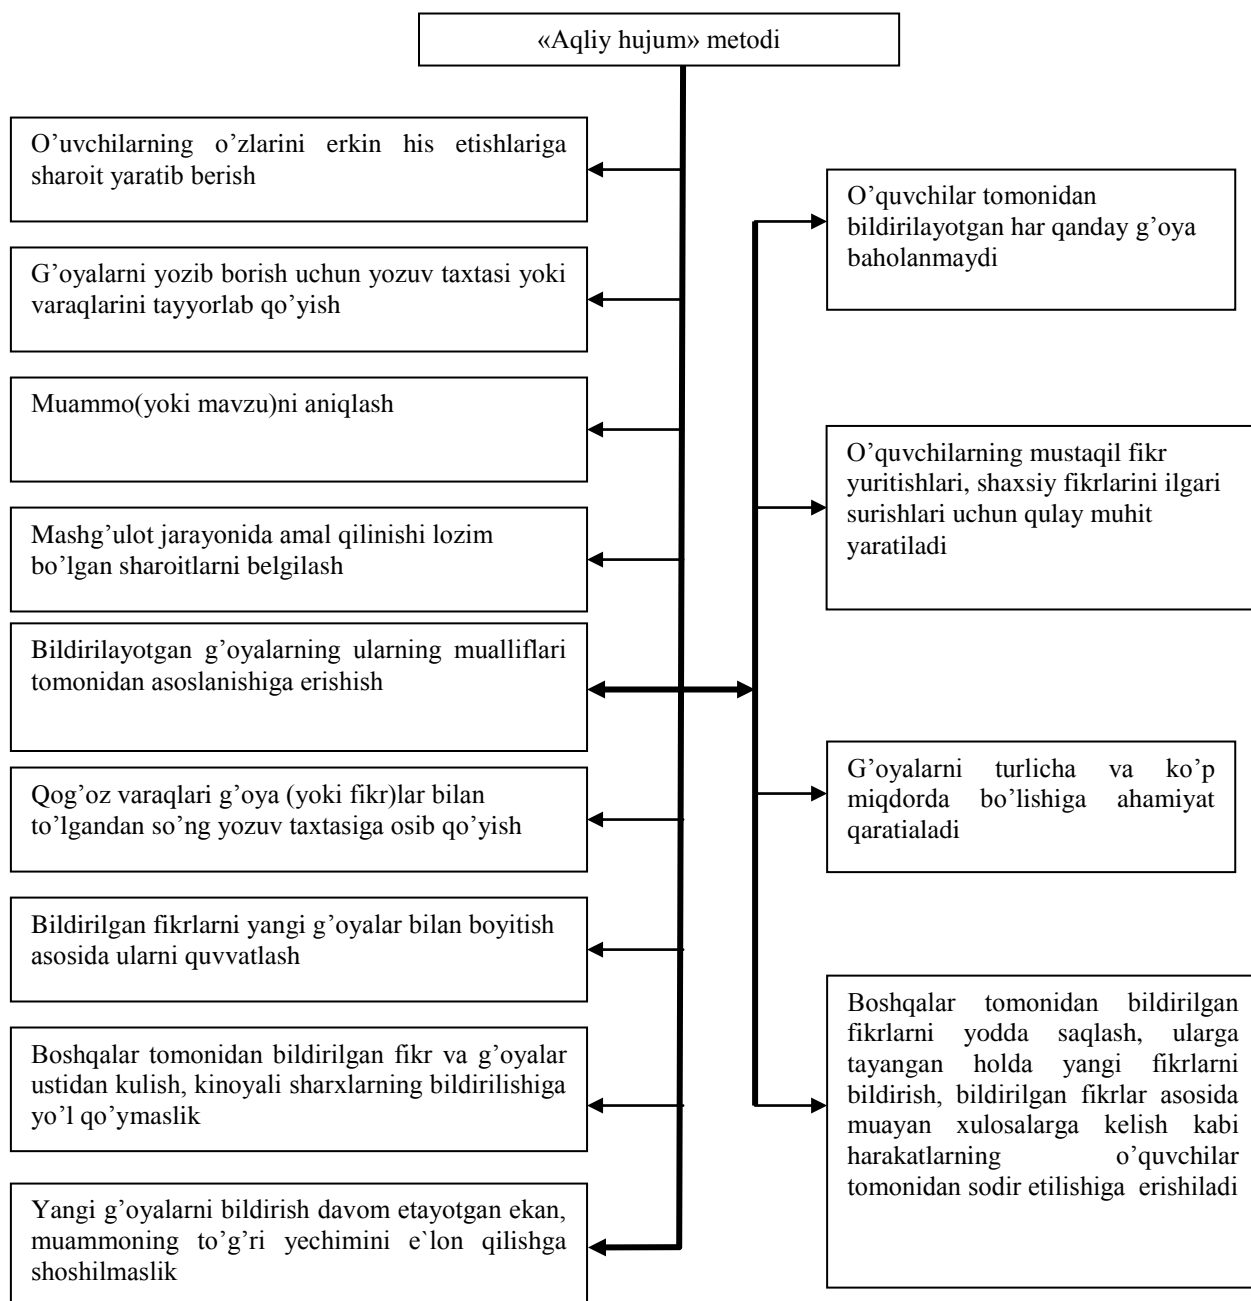 «Aqliy hujum» metodi
O’uvchilarning o’zlarini erkin his etishlariga
sharoit yaratib berish
G’oyalarni yozib borish uchun yozuv taxtasi yoki
varaqlarini tayyorlab qo’yish
Muammo(yoki mavzu)ni aniqlash
Mashg’ulot jarayonida amal qilinishi lozim
bo’lgan sharoitlarni belgilash
Bildirilayotgan g’oyalarning ularning mualliflari
tomonidan asoslanishiga erishish
Qog’oz varaqlari g’oya (yoki fikr)lar bilan
to’lgandan so’ng yozuv taxtasiga osib qo’yish
Bildirilgan fikrlarni yangi g’oyalar bilan boyitish
asosida ularni quvvatlash
Boshqalar tomonidan bildirilgan fikr va g’oyalar
ustidan kulish, kinoyali sharxlarning bildirilishiga
yo’l qo’ymaslik
Yangi g’oyalarni bildirish davom etayotgan ekan,
muammoning to’g’ri yechimini e`lon qilishga
shoshilmaslik
O’quvchilar tomonidan
bildirilayotgan har qanday g’oya
baholanmaydi
O’quvchilarning mustaqil fikr
yuritishlari, shaxsiy fikrlarini ilgari
surishlari uchun qulay muhit
yaratiladi
G’oyalarni turlicha va ko’p
miqdorda bo’lishiga ahamiyat
qaratialadi
Boshqalar tomonidan bildirilgan
fikrlarni yodda saqlash, ularga
tayangan holda yangi fikrlarni
bildirish, bildirilgan fikrlar asosida
muayan xulosalarga kelish kabi
harakatlarning o’quvchilar
tomonidan sodir etilishiga erishiladi